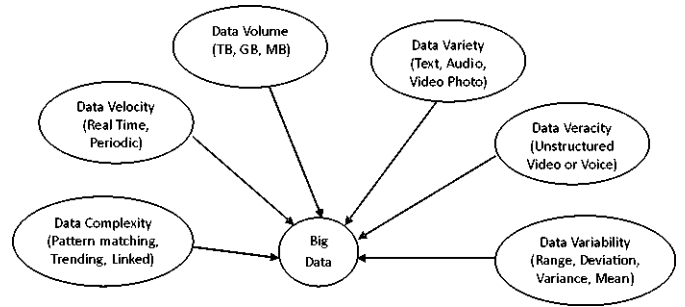 Data Volume
(TB, GB, MB)
Data Variety
(Text, Audio,
Video Photo)
Data Velocity
(Real Time,
Periodic)
Data Veracity
(Unstructured
Video or Voice)
Data Complexity
(Pattern matching,
Trending, Linked)
Big
Data
Data Variability
(Range, Deviation,
Variance, Mean)